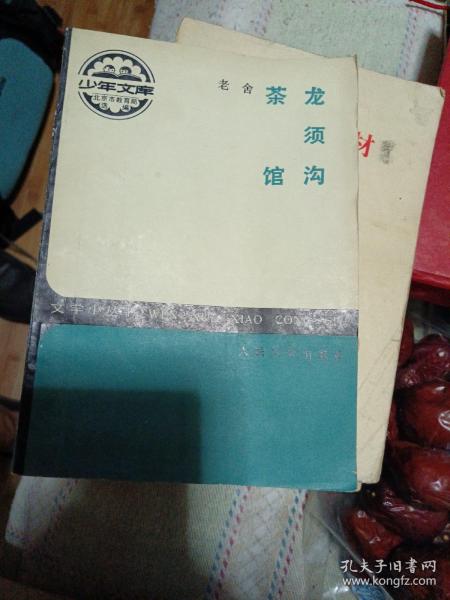 少年文库
北京市教育局
选编
老舍
龙须沟
茶馆
文学小丛书 WEN XUE XIAO CONG
人民文学出版社
材
孔夫子旧书网
www.kongfz.com